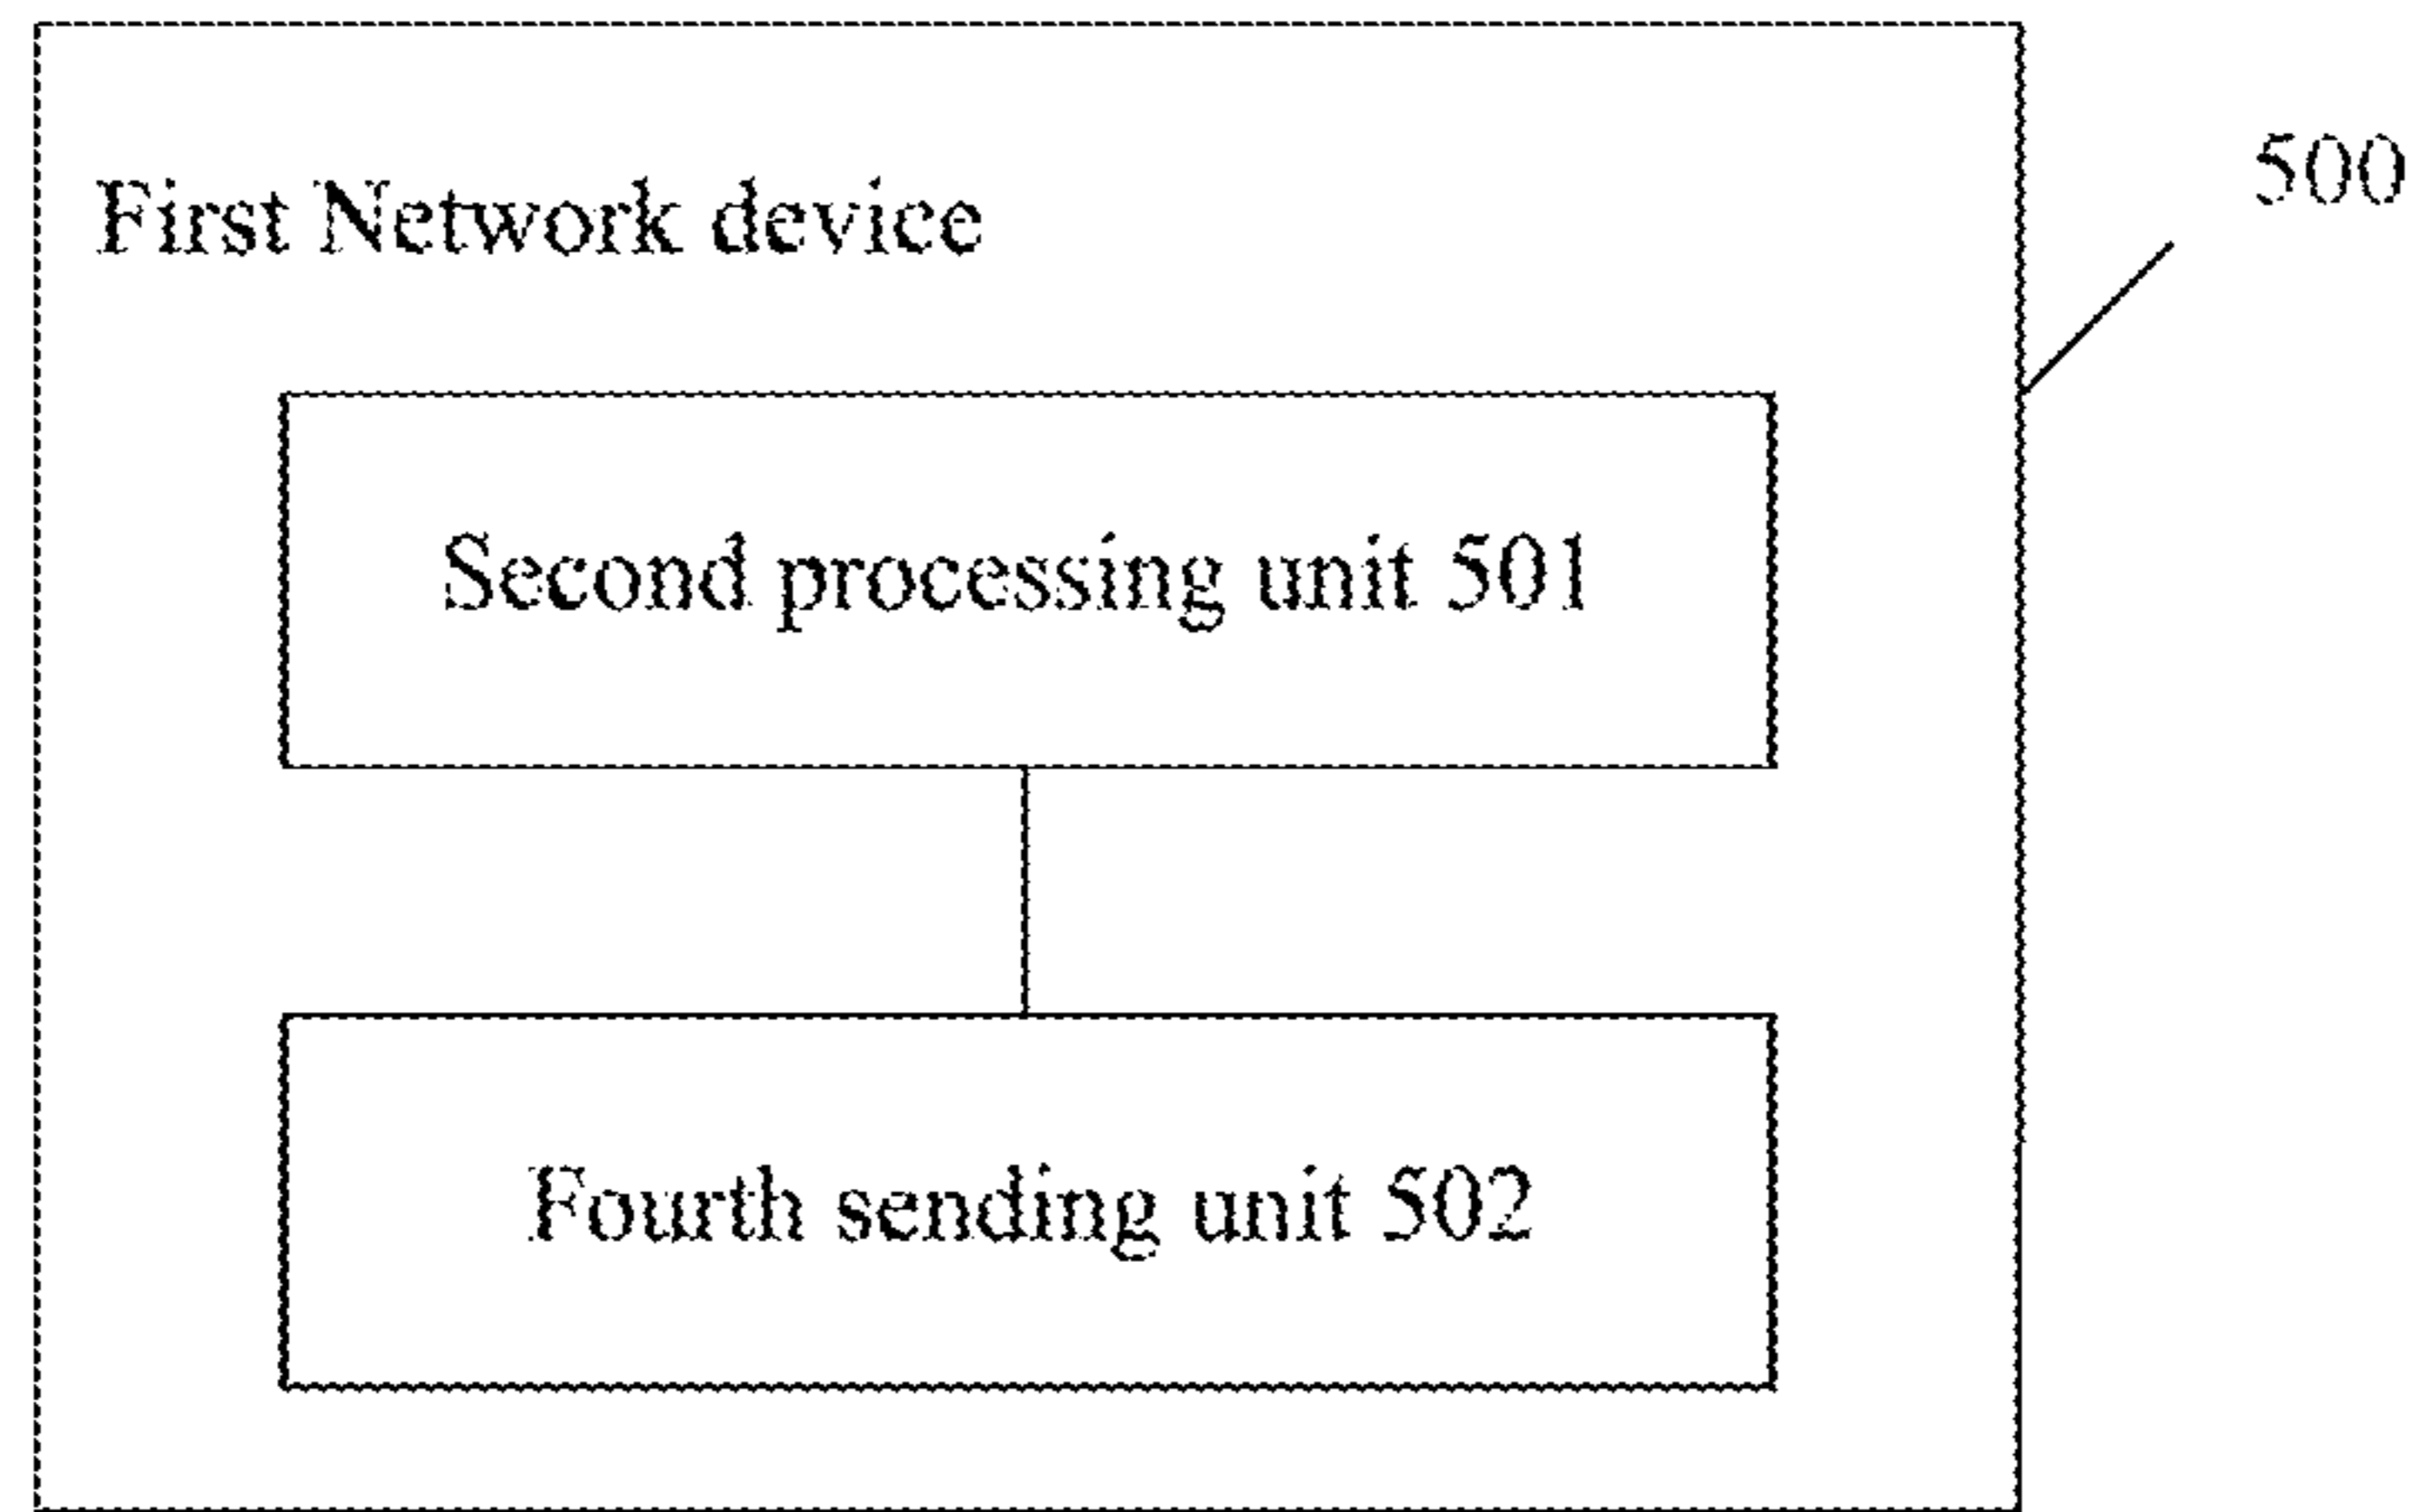 500
First Network device
Second processing unit 501
Fourth sending unit 502